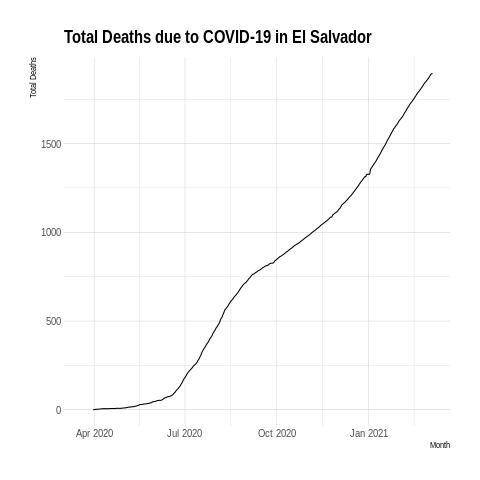 Total Deaths due to COVID-19 in El Salvador
Total Deaths
1500
1000
500
0
Apr 2020 Jul 2020 Oct 2020 Jan 2021
Month